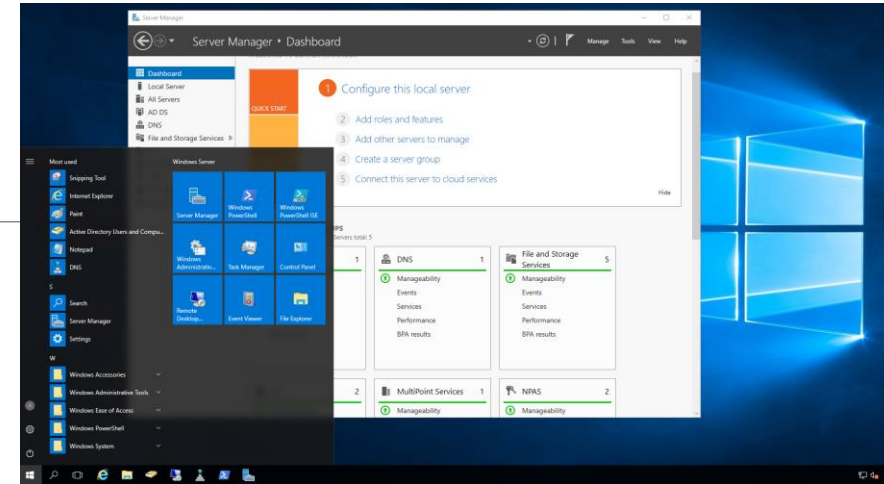 Server Manager
Server Manager • Dashboard
Manage Tools View Help
Dashboard
Local Server
All Servers
AD DS
DNS
File and Storage Services
QUICK START
1 Configure this local server
2 Add roles and features
3 Add other servers to manage
4 Create a server group
5 Connect this server to cloud services
Hide
Servers total: 5
1
DNS 1
Manageability
Events
Services
Performance
BPA results
File and Storage
Services 5
Manageability
Events
Services
Performance
BPA results
2
MultiPoint Services 1
Manageability
NPAS 2
Manageability
Most used
Snipping Tool
Internet Explorer
Paint
Active Directory Users and Compu...
Notepad
DNS
S
Search
Server Manager
Settings
W
Windows Accessories
Windows Administrative Tools
Windows Ease of Access
Windows PowerShell
Windows System
Windows Server
Server Manager
Windows
PowerShell
Windows
PowerShell ISE
Windows
Administrativ...
Task Manager
Control Panel
Remote
Desktop...
Event Viewer
File Explorer